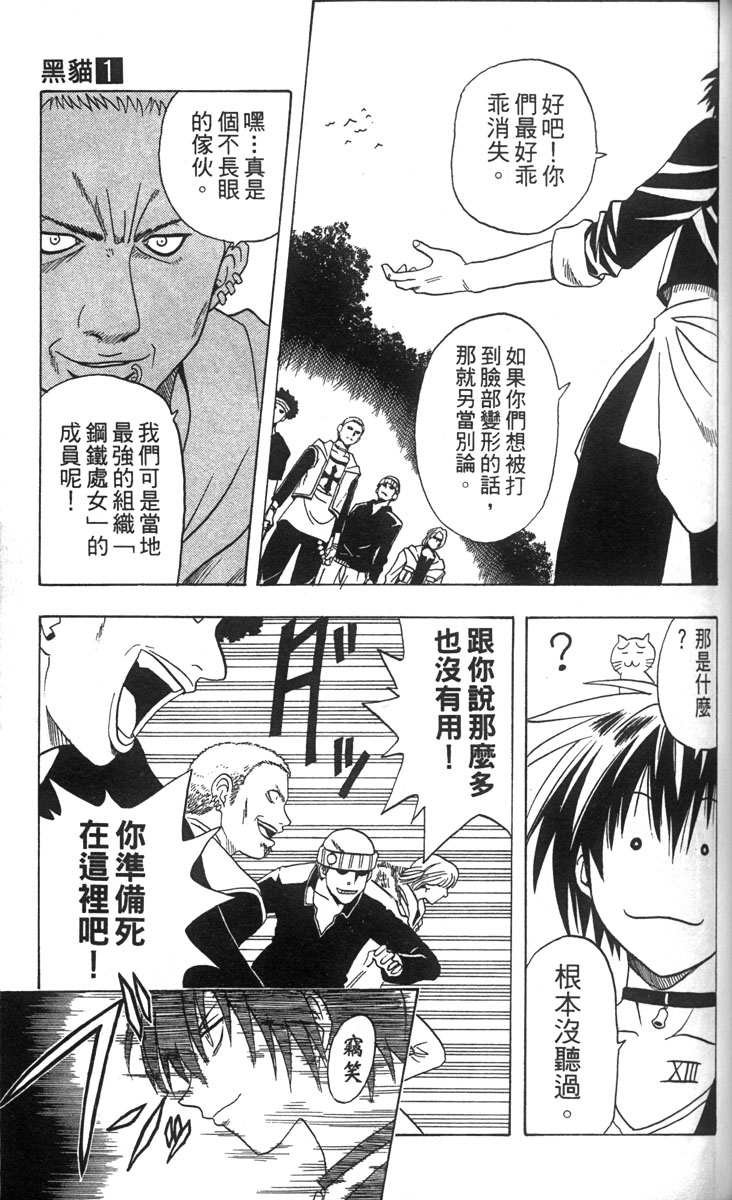 黑貓1
好吧！你
們最好乖
乖消失。
如果你們想被打
到臉部變形的話，
那就另當別論。
嘿…真是
個不長眼
的傢伙。
我們可是當地
最強的組織「
鋼鐵處女」的
成員呢！
那是什麼
？
？
根本沒聽過。
XIII
跟你說那麼多
也沒有用！
ダッ
你準備死
在這裡吧！
竊笑